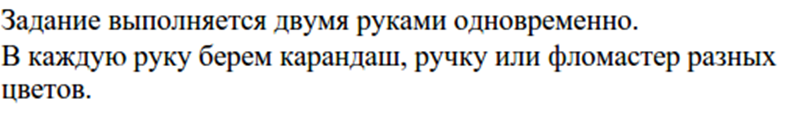 Задание выполняется двумя руками одновременно.
В каждую руку берем карандаш, ручку или фломастер разных
цветов.